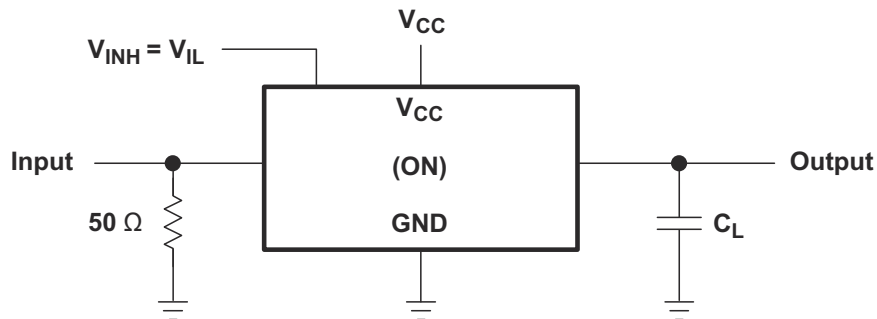 V_CC
V_INH = V_IL
V_CC
Input
(ON)
Output
50 Ω
GND
C_L